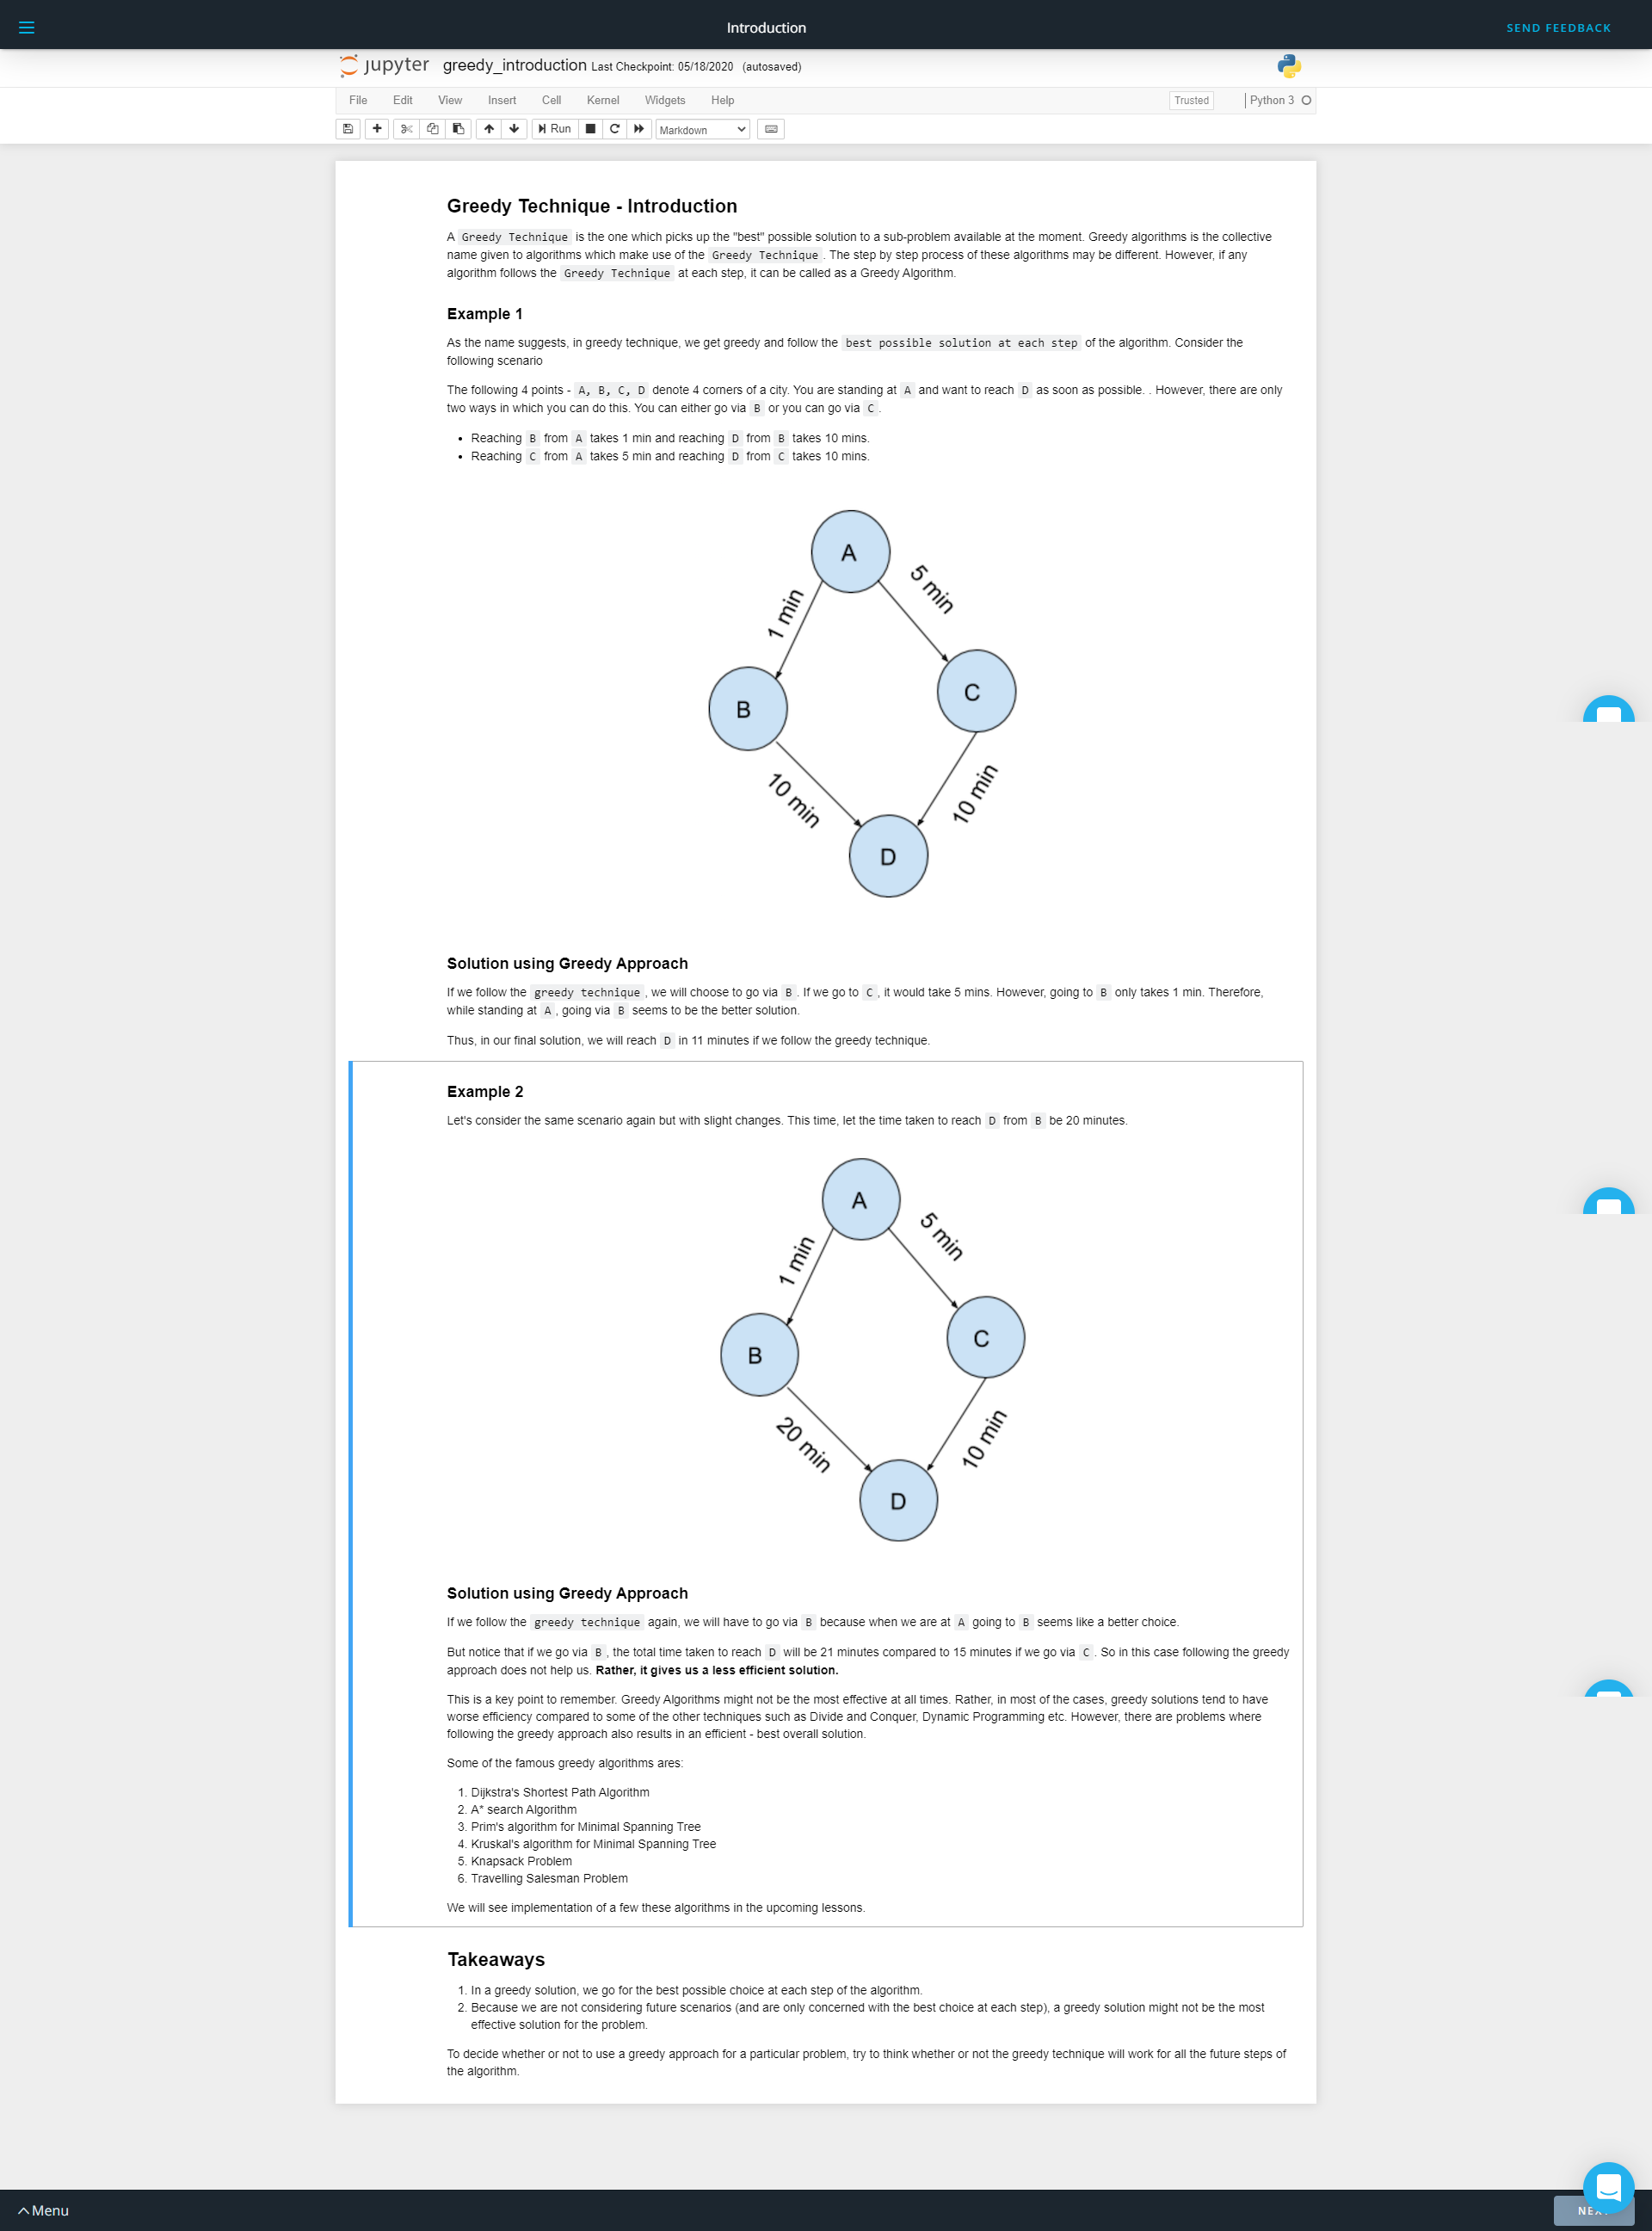 Introduction
SEND FEEDBACK
jupyter greedy_introduction Last Checkpoint: 05/18/2020 (autosaved)
File Edit View Insert Cell Kernel Widgets Help Trusted Python 3
Run Markdown
Greedy Technique - Introduction
A Greedy Technique is the one which picks up the "best" possible solution to a sub-problem available at the moment. Greedy algorithms is the collective
name given to algorithms which make use of the Greedy Technique. The step by step process of these algorithms may be different. However, if any
algorithm follows the Greedy Technique at each step, it can be called as a Greedy Algorithm.
Example 1
As the name suggests, in greedy technique, we get greedy and follow the best possible solution at each step of the algorithm. Consider the
following scenario
The following 4 points - A, B, C, D denote 4 corners of a city. You are standing at A and want to reach D as soon as possible. . However, there are only
two ways in which you can do this. You can either go via B or you can go via C.
• Reaching B from A takes 1 min and reaching D from B takes 10 mins.
• Reaching C from A takes 5 min and reaching D from C takes 10 mins.
A
5 min
1 min
C
B
10 min
10 min
D
Solution using Greedy Approach
If we follow the greedy technique, we will choose to go via B. If we go to C, it would take 5 mins. However, going to B only takes 1 min. Therefore,
while standing at A, going via B seems to be the better solution.
Thus, in our final solution, we will reach D in 11 minutes if we follow the greedy technique.
Example 2
Let's consider the same scenario again but with slight changes. This time, let the time taken to reach D from B be 20 minutes.
A
5 min
1 min
C
B
20 min
10 min
D
Solution using Greedy Approach
If we follow the greedy technique again, we will have to go via B because when we are at A going to B seems like a better choice.
But notice that if we go via B, the total time taken to reach D will be 21 minutes compared to 15 minutes if we go via C. So in this case following the greedy
approach does not help us. Rather, it gives us a less efficient solution.
This is a key point to remember. Greedy Algorithms might not be the most effective at all times. Rather, in most of the cases, greedy solutions tend to have
worse efficiency compared to some of the other techniques such as Divide and Conquer, Dynamic Programming etc. However, there are problems where
following the greedy approach also results in an efficient - best overall solution.
Some of the famous greedy algorithms ares:
1. Dijkstra's Shortest Path Algorithm
2. A* search Algorithm
3. Prim's algorithm for Minimal Spanning Tree
4. Kruskal's algorithm for Minimal Spanning Tree
5. Knapsack Problem
6. Travelling Salesman Problem
We will see implementation of a few these algorithms in the upcoming lessons.
Takeaways
1. In a greedy solution, we go for the best possible choice at each step of the algorithm.
2. Because we are not considering future scenarios (and are only concerned with the best choice at each step), a greedy solution might not be the most
effective solution for the problem.
To decide whether or not to use a greedy approach for a particular problem, try to think whether or not the greedy technique will work for all the future steps of
the algorithm.
Menu